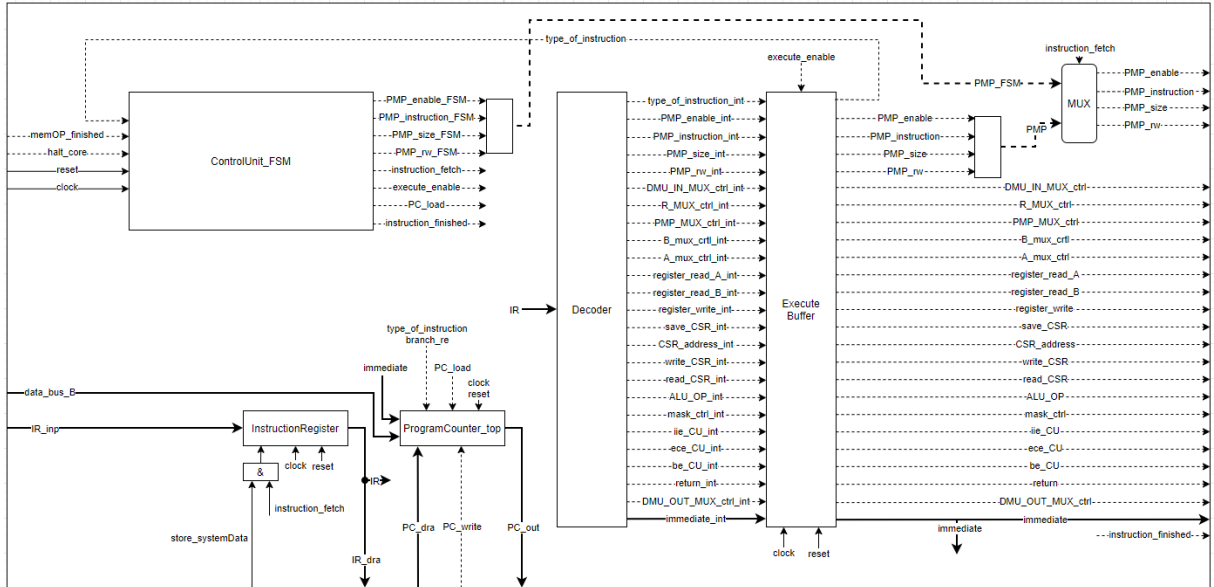 type_of_instruction
instruction_fetch
execute_enable
PMP_FSM
MUX
PMP_enable
PMP_instruction
PMP_size
PMP_rw
PMP
memOP_finished
halt_core
reset
clock
ControlUnit_FSM
PMP_enable_FSM
PMP_instruction_FSM
PMP_size_FSM
PMP_rw_FSM
instruction_fetch
execute_enable
PC_load
instruction_finished
IR
Decoder
type_of_instruction_int
PMP_enable_int
PMP_instruction_int
PMP_size_int
PMP_rw_int
DMU_IN_MUX_ctrl_int
R_MUX_ctrl_int
PMP_MUX_ctrl_int
B_mux_crtl_int
A_mux_ctrl_int
register_read_A_int
register_read_B_int
register_write_int
save_CSR_int
CSR_address_int
write_CSR_int
read_CSR_int
ALU_OP_int
mask_ctrl_int
iie_CU_int
ece_CU_int
be_CU_int
return_int
DMU_OUT_MUX_ctrl_int
immediate_int
Execute
Buffer
clock
reset
PMP_enable
PMP_instruction
PMP_size
PMP_rw
DMU_IN_MUX_ctrl
R_MUX_ctrl
PMP_MUX_ctrl
B_mux_crtl
A_mux_ctrl
register_read_A
register_read_B
register_write
save_CSR
CSR_address
write_CSR
read_CSR
ALU_OP
mask_ctrl
iie_CU
ece_CU
be_CU
return
DMU_OUT_MUX_ctrl
immediate
immediate
instruction_finished
type_of_instruction
branch_re
immediate
PC_load
clock
reset
data_bus_B
IR_inp
InstructionRegister
ProgramCounter_top
clock
reset
&
instruction_fetch
IR
store_systemData
IR_dra
PC_dra
PC_write
PC_out